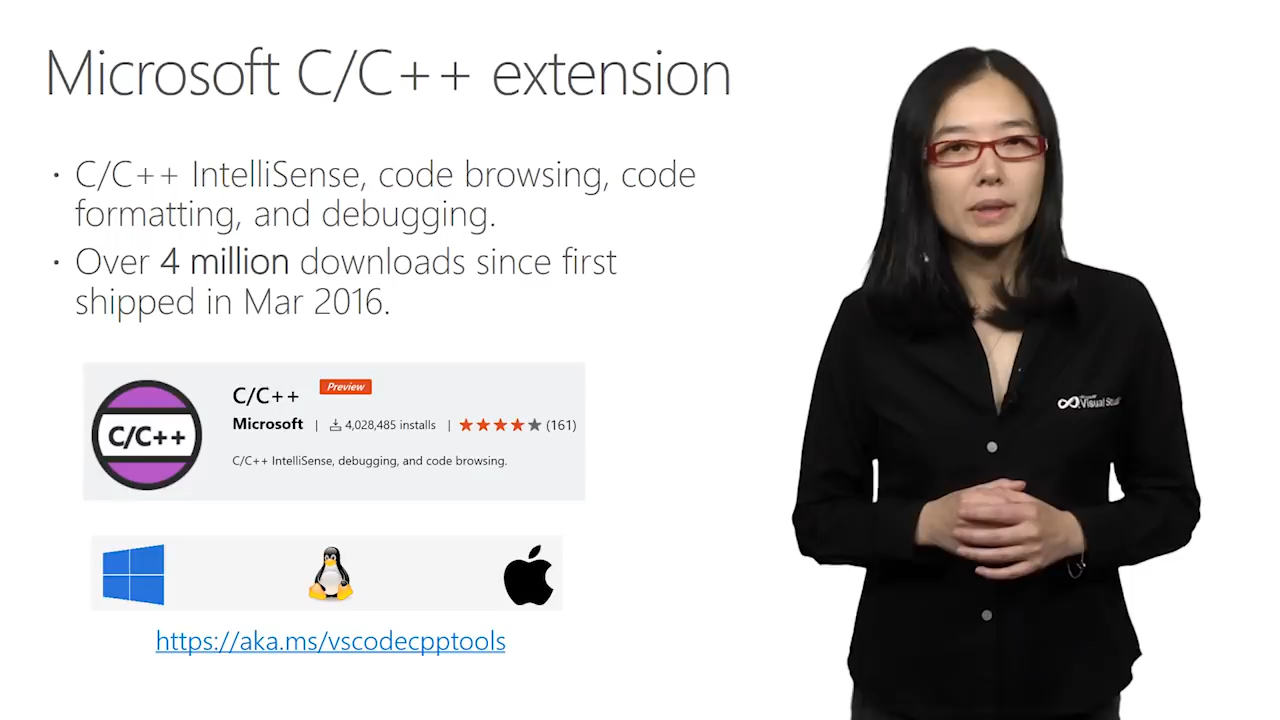 Microsoft C/C++ extension
· C/C++ IntelliSense, code browsing, code
formatting, and debugging.
· Over 4 million downloads since first
shipped in Mar 2016.
C/C++ Preview
Microsoft | 4,028,485 installs | (161)
C/C++
C/C++ IntelliSense, debugging, and code browsing.
https://aka.ms/vscodecpptools
Visual